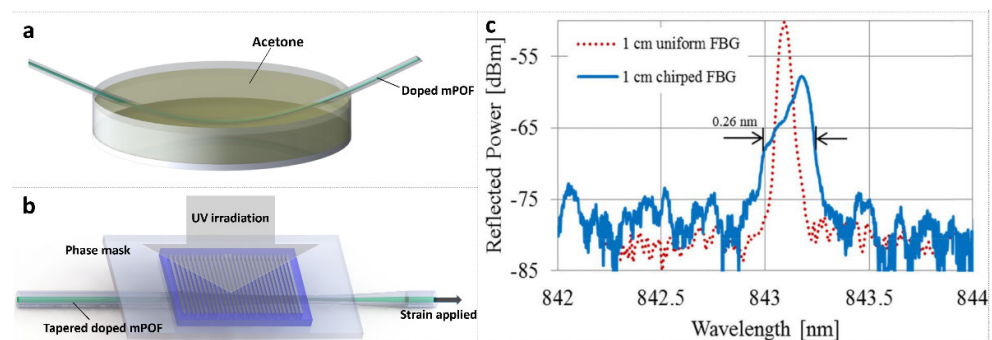 a
Acetone
Doped mPOF
b
UV irradiation
Phase mask
Tapered doped mPOF
Strain applied
c
1 cm uniform FBG
1 cm chirped FBG
0.26 nm
Reflected Power [dBm]
-55
-65
-75
-85
842
842.5
843
843.5
844
Wavelength [nm]